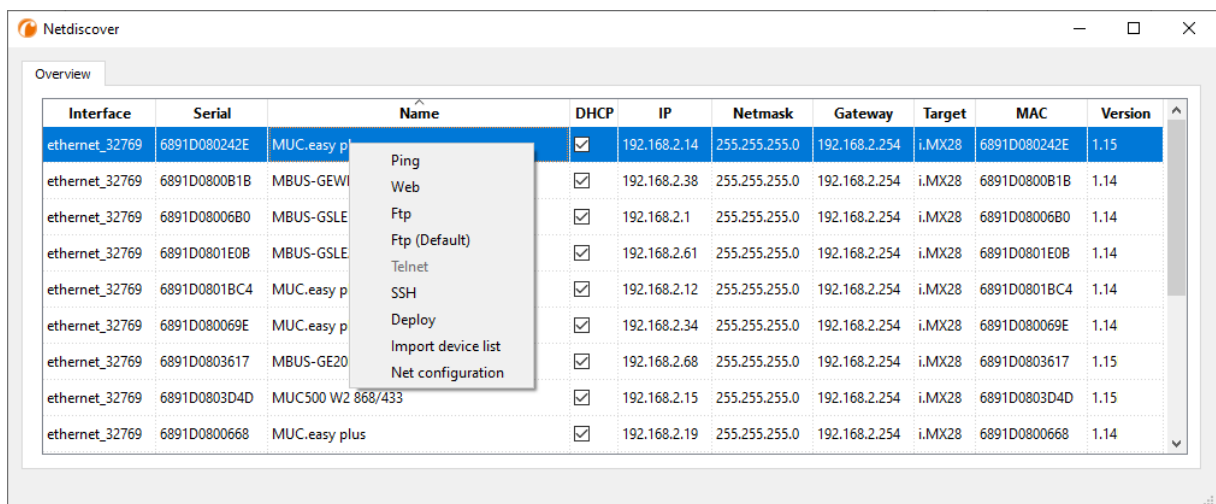 Netdiscover
Overview
Interface Serial Name DHCP IP Netmask Gateway Target MAC Version
ethernet_32769 6891D080242E MUC.easy 192.168.2.14 255.255.255.0 192.168.2.254 i.MX28 6891D080242E 1.15
ethernet_32769 6891D0800B1B 192.168.2.38 255.255.255.0 192.168.2.254 i.MX28 6891D0800B1B 1.14
ethernet_32769 6891D08006B0 192.168.2.1 255.255.255.0 192.168.2.254 i.MX28 6891D08006B0 1.14
ethernet_32769 6891D0801E0B 192.168.2.61 255.255.255.0 192.168.2.254 i.MX28 6891D0801E0B 1.14
ethernet_32769 6891D0801BC4 MUC.easy 192.168.2.12 255.255.255.0 192.168.2.254 i.MX28 6891D0801BC4 1.14
ethernet_32769 6891D080069E MUC.easy 192.168.2.34 255.255.255.0 192.168.2.254 i.MX28 6891D080069E 1.14
ethernet_32769 6891D0803617 MBUS-GE20 192.168.2.68 255.255.255.0 192.168.2.254 i.MX28 6891D0803617 1.15
ethernet_32769 6891D0803D4D MUC500 W2 868/433 192.168.2.15 255.255.255.0 192.168.2.254 i.MX28 6891D0803D4D 1.15
ethernet_32769 6891D0800668 MUC.easy plus 192.168.2.19 255.255.255.0 192.168.2.254 i.MX28 6891D0800668 1.14
Ping
Web
Ftp
Ftp (Default)
Telnet
SSH
Deploy
Import device list
Net configuration